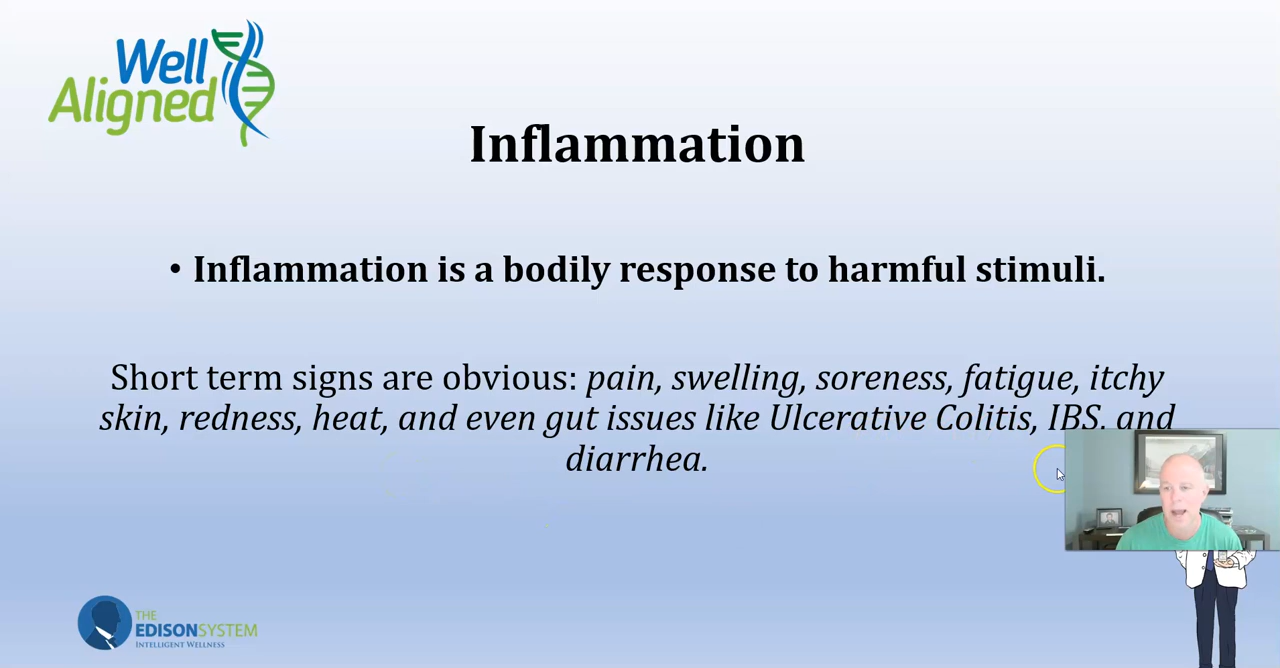 Well
Aligned
Inflammation
• Inflammation is a bodily response to harmful stimuli.
Short term signs are obvious: pain, swelling, soreness, fatigue, itchy
skin, redness, heat, and even gut issues like Ulcerative Colitis, IBS, and
diarrhea.
THE
EDISONSYSTEM
INTELLIGENT WELLNESS